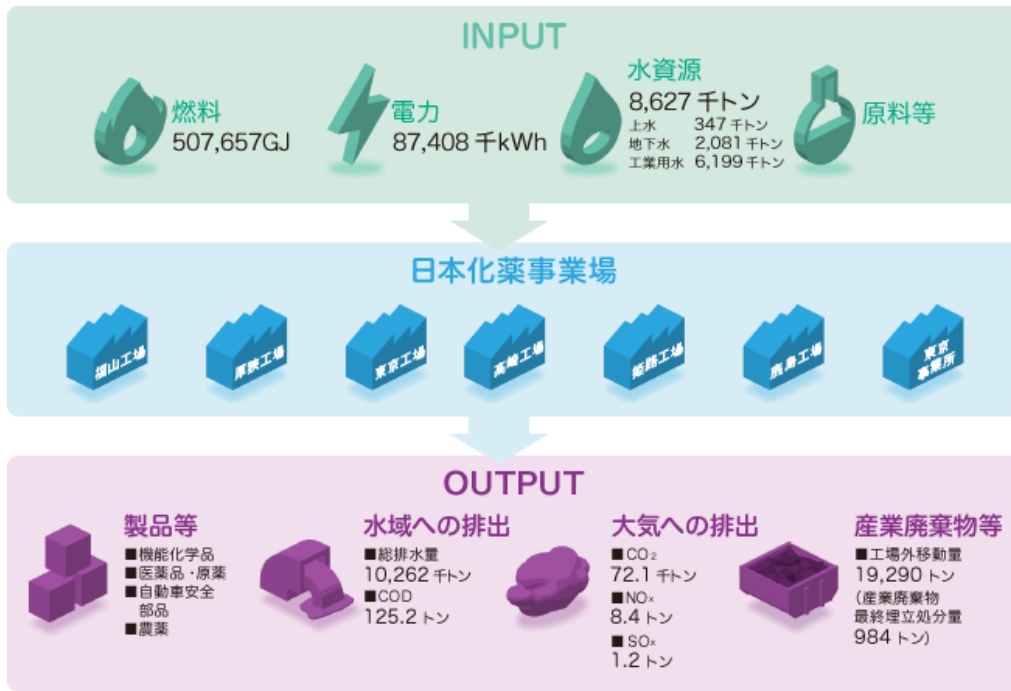 INPUT
燃料
507,657GJ
電力
87,408 千kWh
水資源
8,627 千トン
上水 347 千トン
地下水 2,081 千トン
工業用水 6,199 千トン
原料等
日本化薬事業場
福山工場
厚狭工場
東京工場
高崎工場
姫路工場
鹿島工場
東京
事業所
OUTPUT
製品等
■機能化学品
■医薬品・原薬
■自動車安全
部品
■農薬
水域への排出
■総排水量
10,262 千トン
■COD
125.2 トン
大気への排出
■CO₂
72.1 千トン
■NOx
8.4 トン
■SOx
1.2 トン
産業廃棄物等
■工場外移動量
19,290 トン
(産業廃棄物
最終埋立処分量
984 トン)